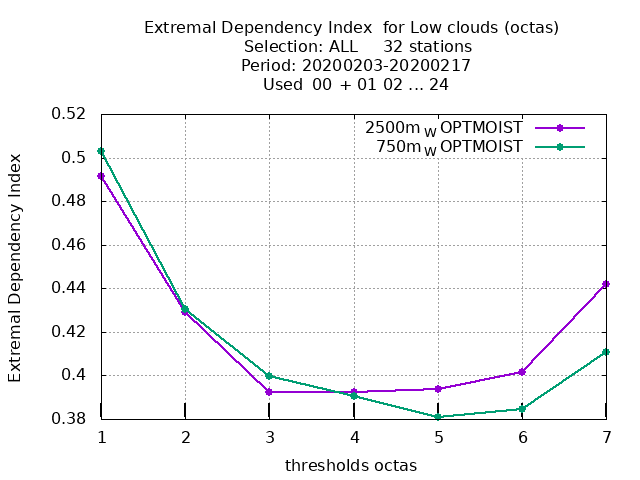 Extremal Dependency Index  for Low clouds (octas)
Selection: ALL     32 stations
Period: 20200203-20200217
Used  00 + 01 02 ... 24
2500m_W OPTMOIST
750m_W OPTMOIST
0.52
0.5
0.48
0.46
0.44
0.42
0.4
0.38
Extremal Dependency Index
1 2 3 4 5 6 7
thresholds octas